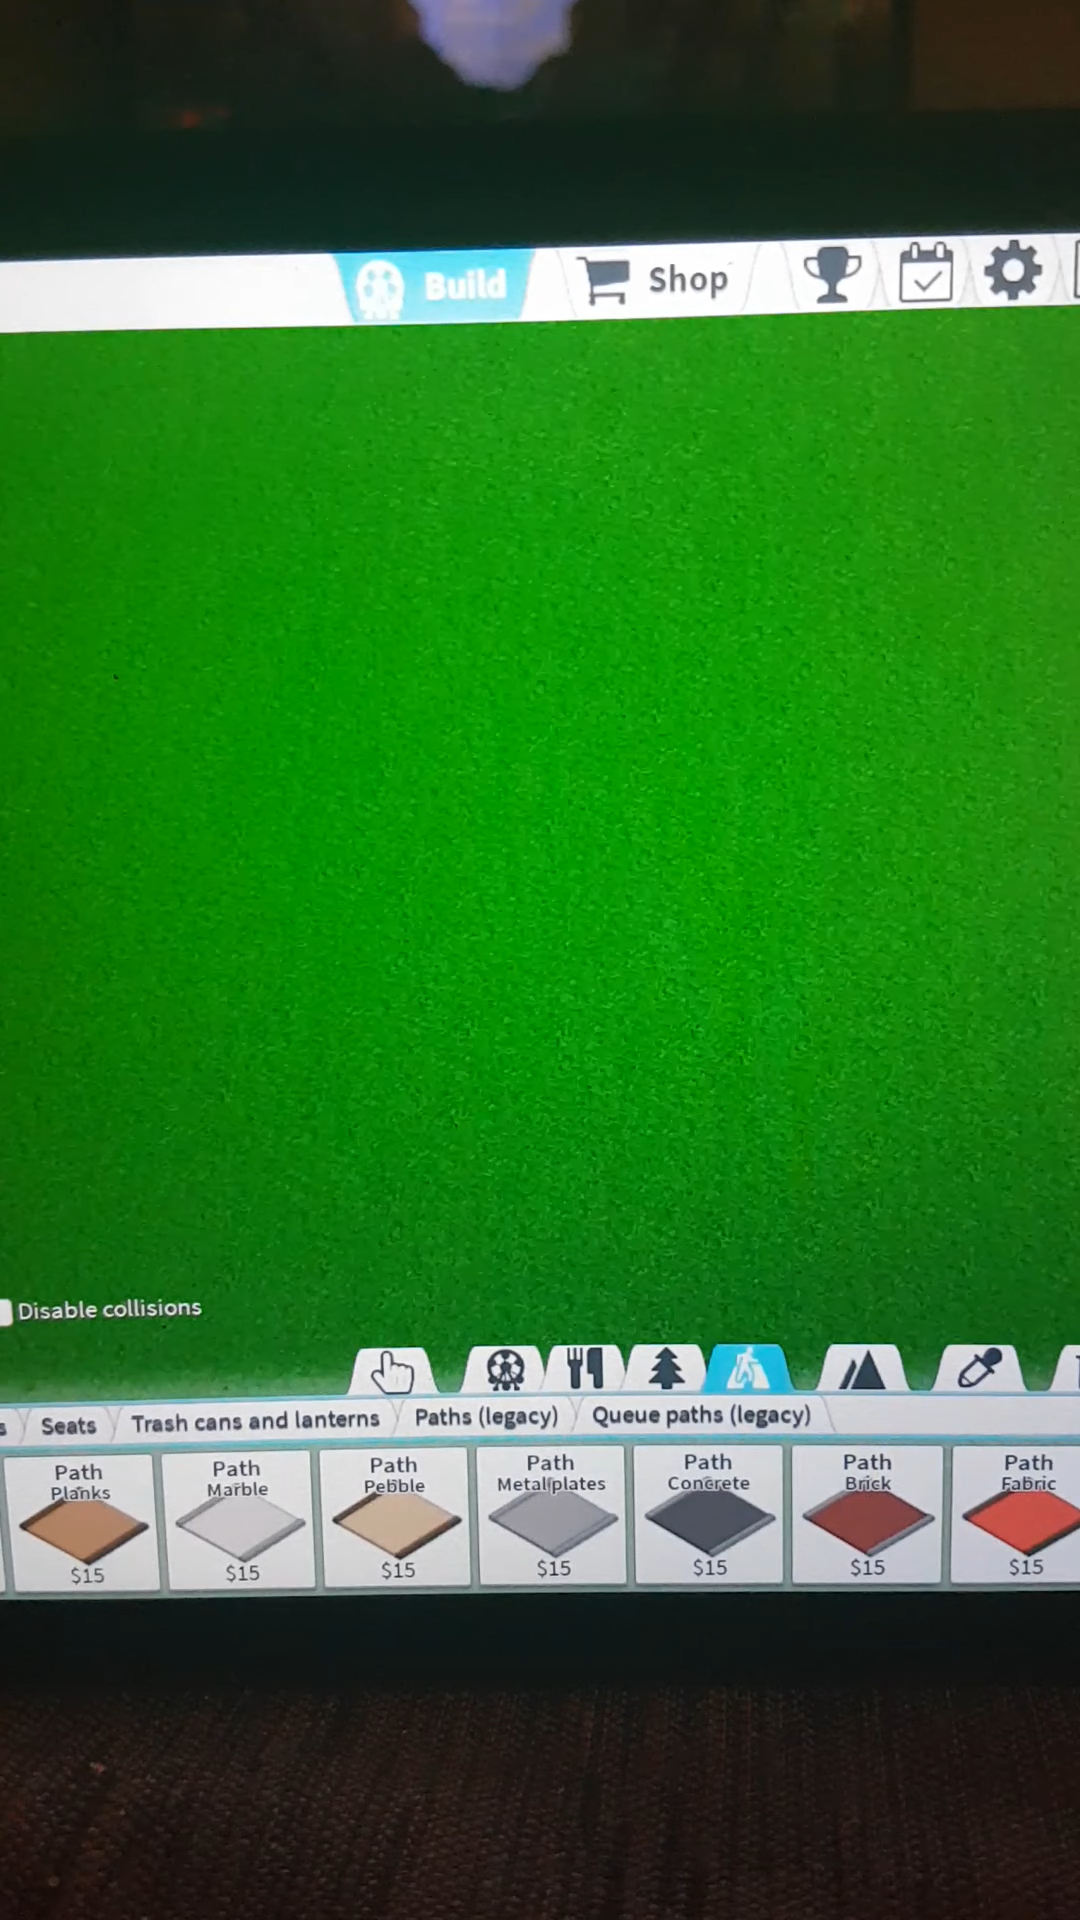 Build
Shop
Disable collisions
s
Seats
Trash cans and lanterns
Paths (legacy)
Queue paths (legacy)
Path
Planks
$15
Path
Marble
$15
Path
Pebble
$15
Path
Metal plates
$15
Path
Concrete
$15
Path
Brick
$15
Path
Fabric
$15